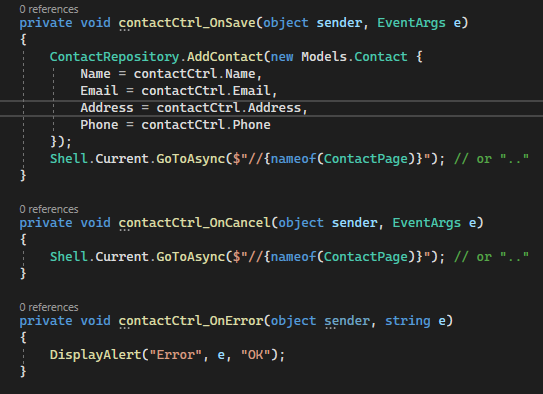 0 references
private void contactCtrl_OnSave(object sender, EventArgs e)
{
    ContactRepository.AddContact(new Models.Contact {
        Name = contactCtrl.Name,
        Email = contactCtrl.Email,
        Address = contactCtrl.Address,
        Phone = contactCtrl.Phone
    });
    Shell.Current.GoToAsync($"//{nameof(ContactPage)}"); // or ".."
}
0 references
private void contactCtrl_OnCancel(object sender, EventArgs e)
{
    Shell.Current.GoToAsync($"//{nameof(ContactPage)}"); // or ".."
}
0 references
private void contactCtrl_OnError(object sender, string e)
{
    DisplayAlert("Error", e, "OK");
}